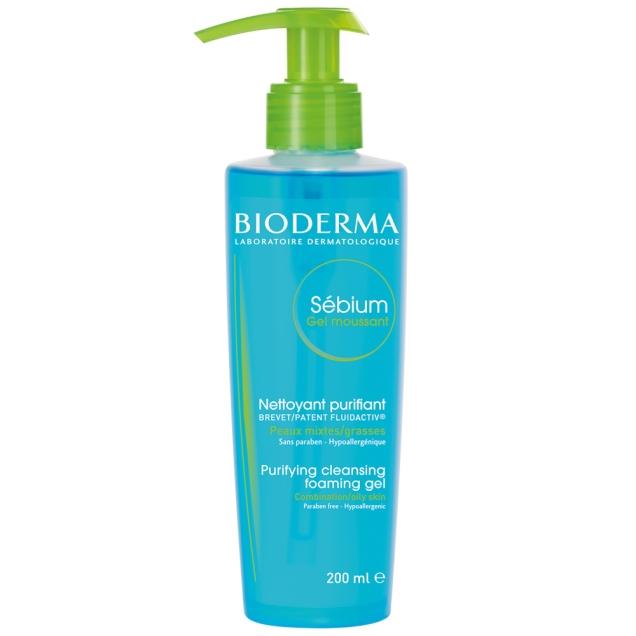 BIODERMA
LABORATOIRE DERMATOLOGIQUE
Sébium
Gel moussant
Nettoyant purifiant
BREVET/PATENT FLUIDACTIV®
Peaux mixtes/grasses
Sans paraben - Hypoallergénique
Purifying cleansing
foaming gel
Combination/oily skin
Paraben free - Hypoallergenic
200 ml ℮